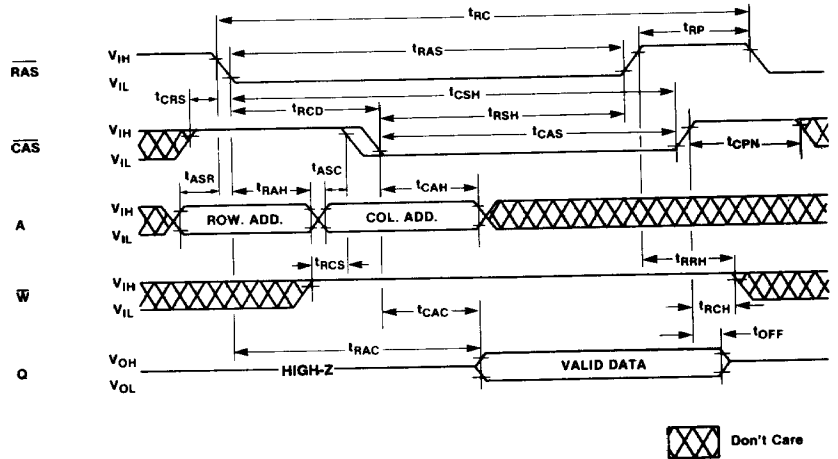 tRC
tRP
RAS
VIH
VIL
tRAS
tCRS
tCSH
tRCD
tRSH
CAS
VIH
VIL
tCAS
tCPN
tASR
tRAH
tASC
tCAH
A
VIH
VIL
ROW. ADD.
COL. ADD.
tRCS
tRRH
W
VIH
VIL
tCAC
tRCH
tRAC
tOFF
Q
VOH
VOL
HIGH-Z
VALID DATA
Don't Care